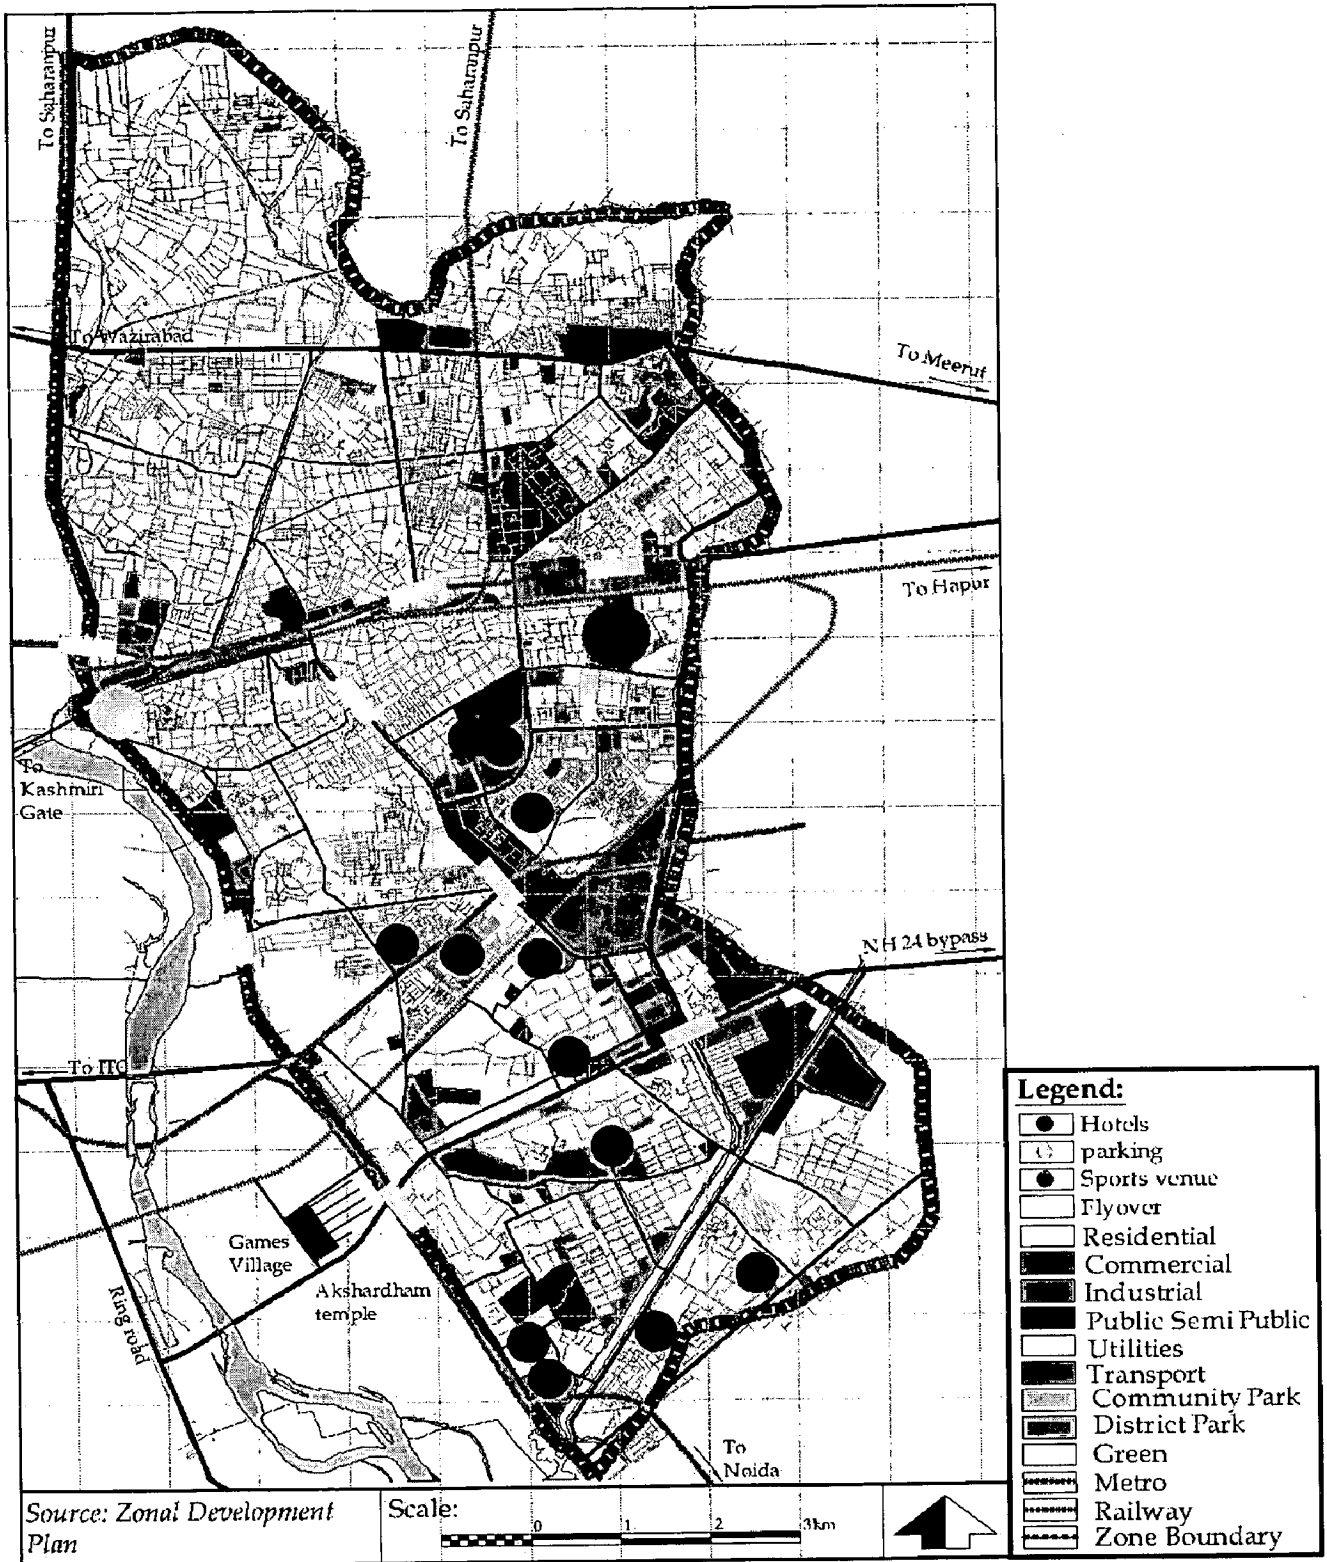 To Saharanpur
To Saharanpur
To Wazirabad
To Meerut
To Hapur
To
Kashmiri
Gate
NH 24 bypass
To ITO
Games
Village
Akshardham
temple
Ring road
To
Noida
Legend:
Hotels
parking
Sports venue
Flyover
Residential
Commercial
Industrial
Public Semi Public
Utilities
Transport
Community Park
District Park
Green
Metro
Railway
Zone Boundary
Source: Zonal Development
Plan
Scale:
0 1 2 3km